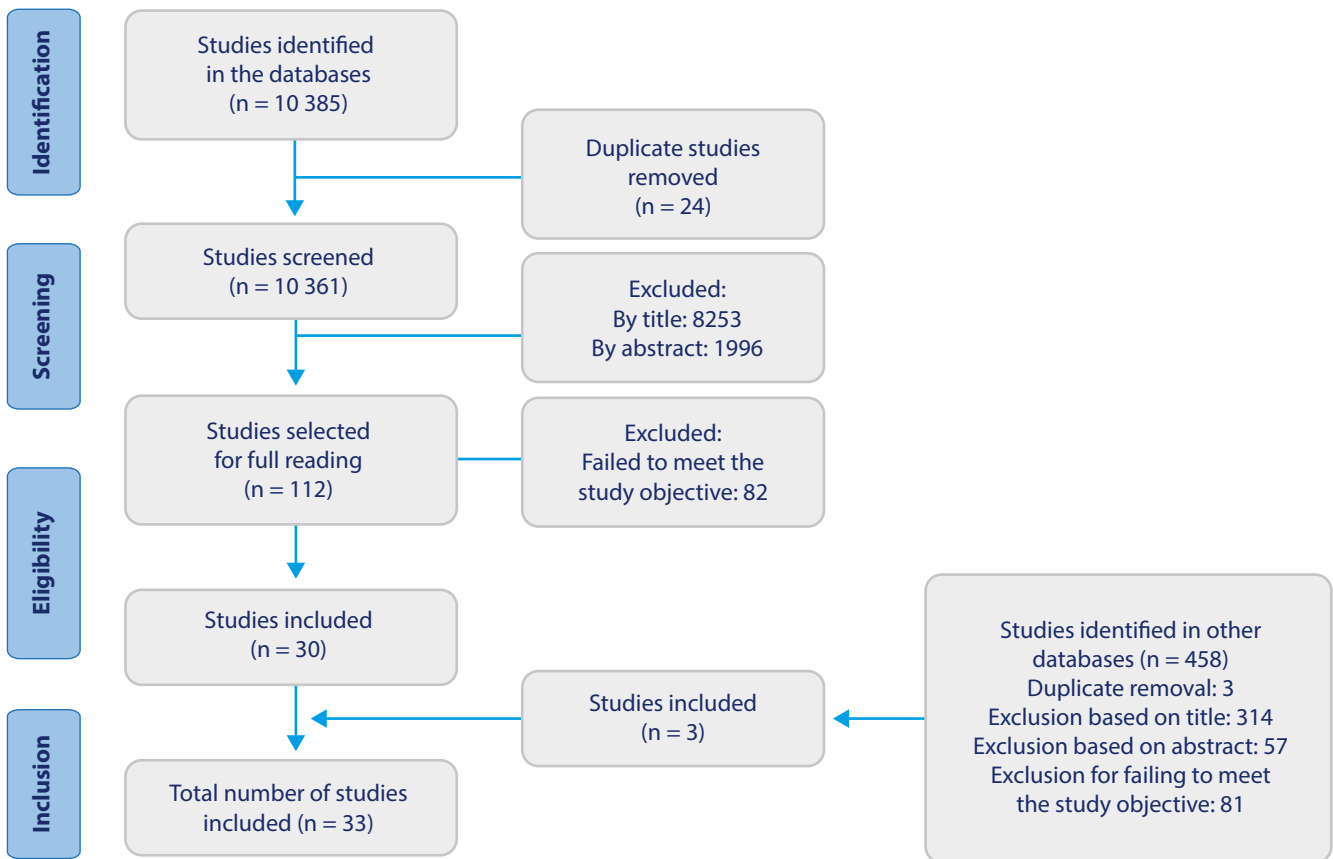 Identification
Studies identified
in the databases
(n = 10 385)
Duplicate studies
removed
(n = 24)
Screening
Studies screened
(n = 10 361)
Excluded:
By title: 8253
By abstract: 1996
Studies selected
for full reading
(n = 112)
Excluded:
Failed to meet the
study objective: 82
Eligibility
Studies included
(n = 30)
Studies identified in other
databases (n = 458)
Duplicate removal: 3
Exclusion based on title: 314
Exclusion based on abstract: 57
Exclusion for failing to meet
the study objective: 81
Studies included
(n = 3)
Inclusion
Total number of studies
included (n = 33)